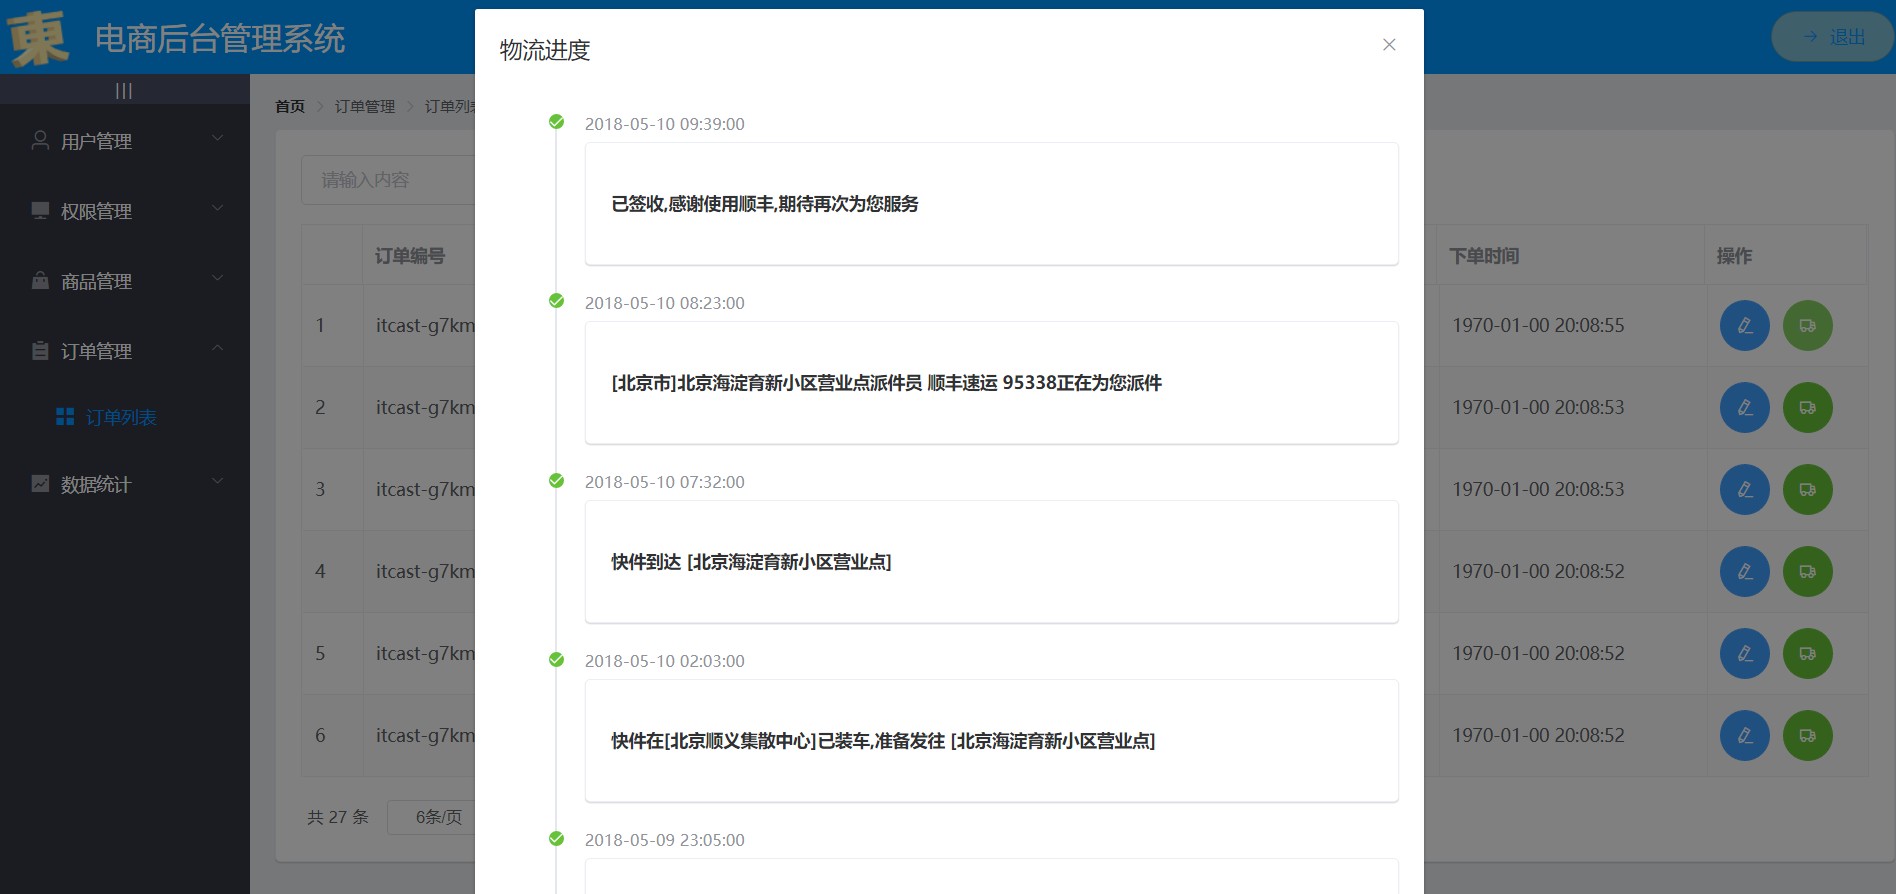 東 电商后台管理系统
退出
|||
用户管理
权限管理
商品管理
订单管理
订单列表
数据统计
首页 订单管理 订单列
请输入内容
订单编号 下单时间 操作
1 itcast-g7km 1970-01-00 20:08:55
2 itcast-g7km 1970-01-00 20:08:53
3 itcast-g7km 1970-01-00 20:08:53
4 itcast-g7km 1970-01-00 20:08:52
5 itcast-g7km 1970-01-00 20:08:52
6 itcast-g7km 1970-01-00 20:08:52
共 27 条 6条/页
物流进度
2018-05-10 09:39:00
已签收,感谢使用顺丰,期待再次为您服务
2018-05-10 08:23:00
[北京市]北京海淀育新小区营业点派件员 顺丰速运 95338正在为您派件
2018-05-10 07:32:00
快件到达 [北京海淀育新小区营业点]
2018-05-10 02:03:00
快件在[北京顺义集散中心]已装车,准备发往 [北京海淀育新小区营业点]
2018-05-09 23:05:00